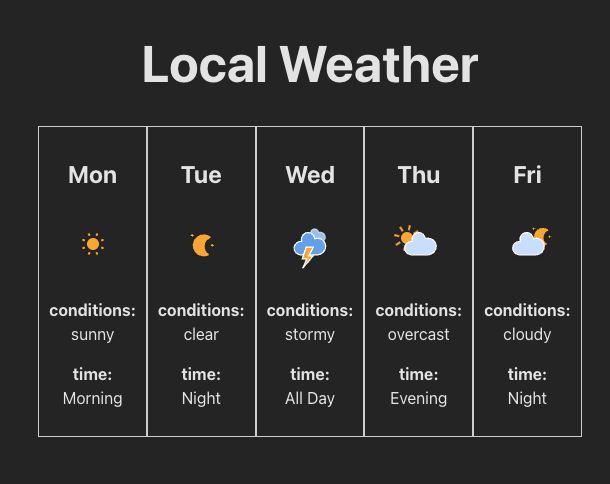 Local Weather
Mon
conditions:
sunny
time:
Morning
Tue
conditions:
clear
time:
Night
Wed
conditions:
stormy
time:
All Day
Thu
conditions:
overcast
time:
Evening
Fri
conditions:
cloudy
time:
Night